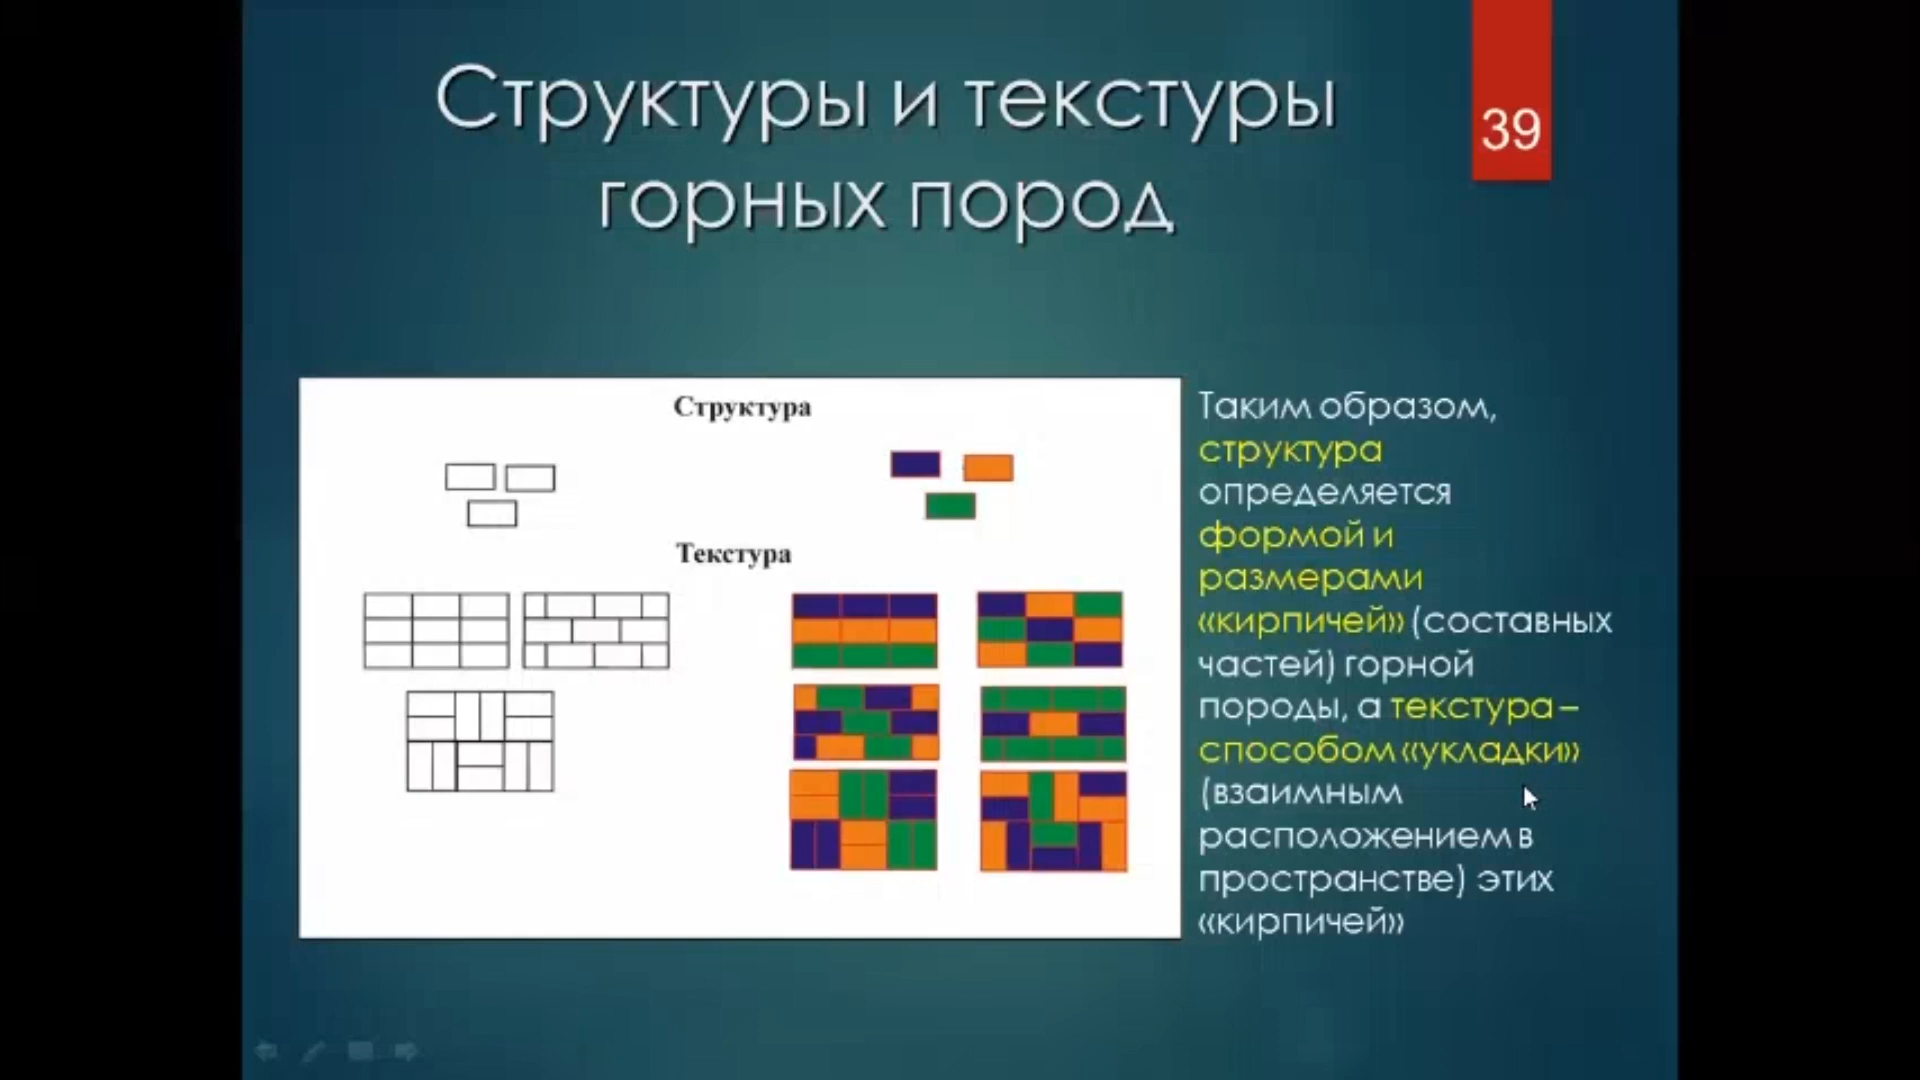 Структуры и текстуры
горных пород
39
Структура
Текстура
Таким образом,
структура
определяется
формой и
размерами
«кирпичей» (составных
частей) горной
породы, а текстура –
способом «укладки»
(взаимным
расположением в
пространстве) этих
«кирпичей»